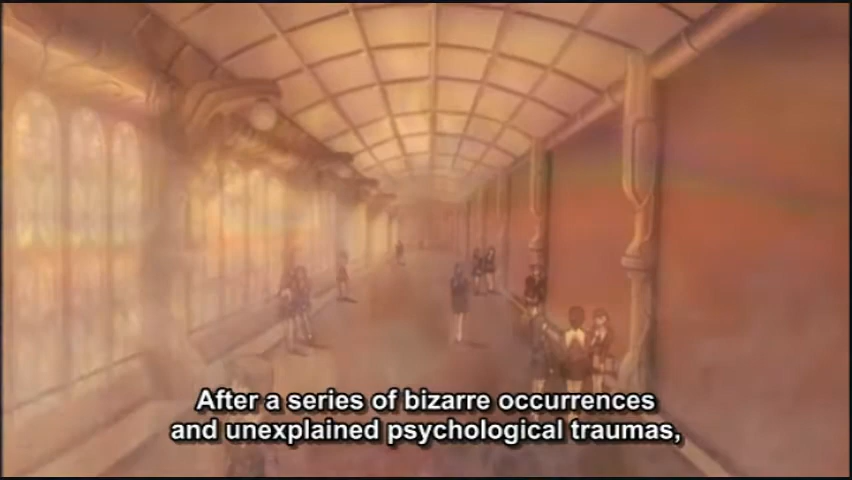 After a series of bizarre occurrences
and unexplained psychological traumas,